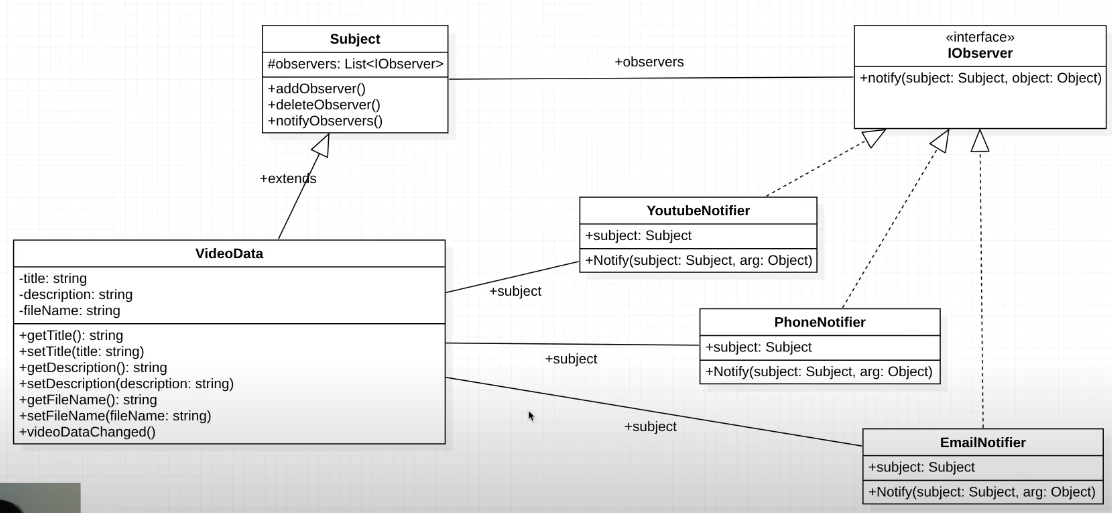 Subject
#observers: List<IObserver>
+addObserver()
+deleteObserver()
+notifyObservers()
+observers
«interface»
IObserver
+notify(subject: Subject, object: Object)
+extends
VideoData
-title: string
-description: string
-fileName: string
+getTitle(): string
+setTitle(title: string)
+getDescription(): string
+setDescription(description: string)
+getFileName(): string
+setFileName(fileName: string)
+videoDataChanged()
YoutubeNotifier
+subject: Subject
+Notify(subject: Subject, arg: Object)
+subject
PhoneNotifier
+subject: Subject
+Notify(subject: Subject, arg: Object)
+subject
EmailNotifier
+subject: Subject
+Notify(subject: Subject, arg: Object)
+subject